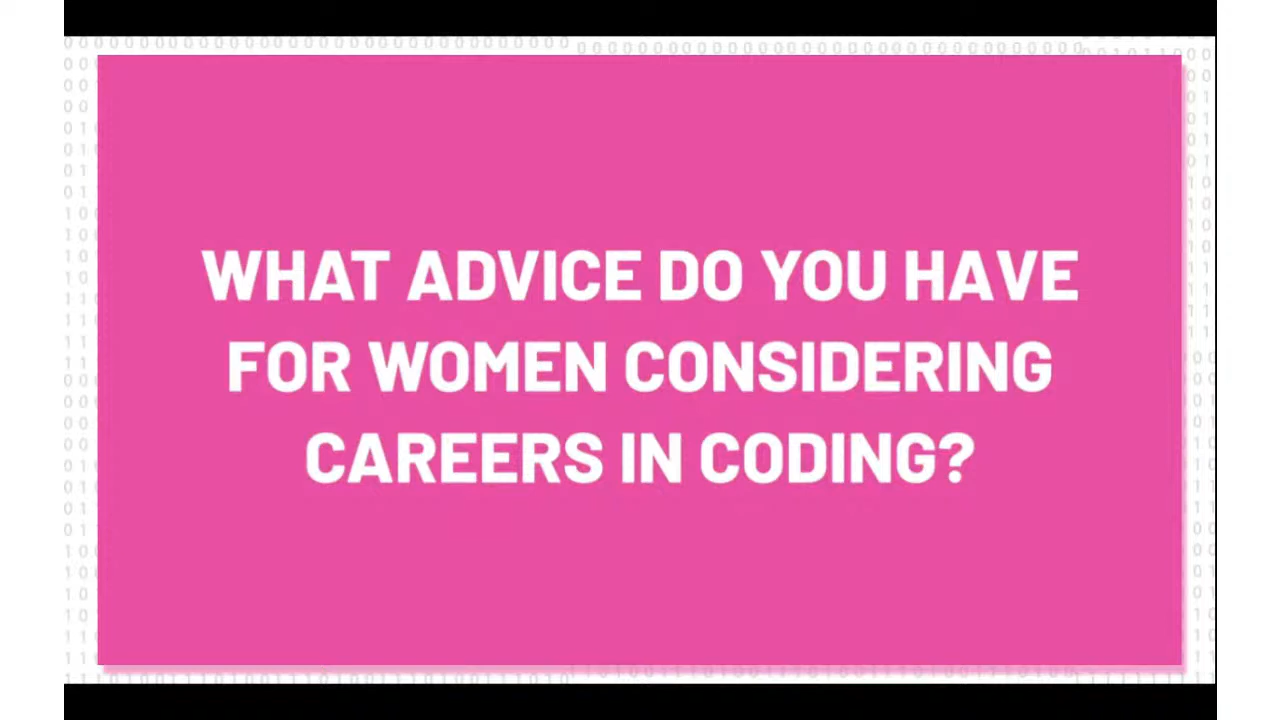 WHAT ADVICE DO YOU HAVE
FOR WOMEN CONSIDERING
CAREERS IN CODING?